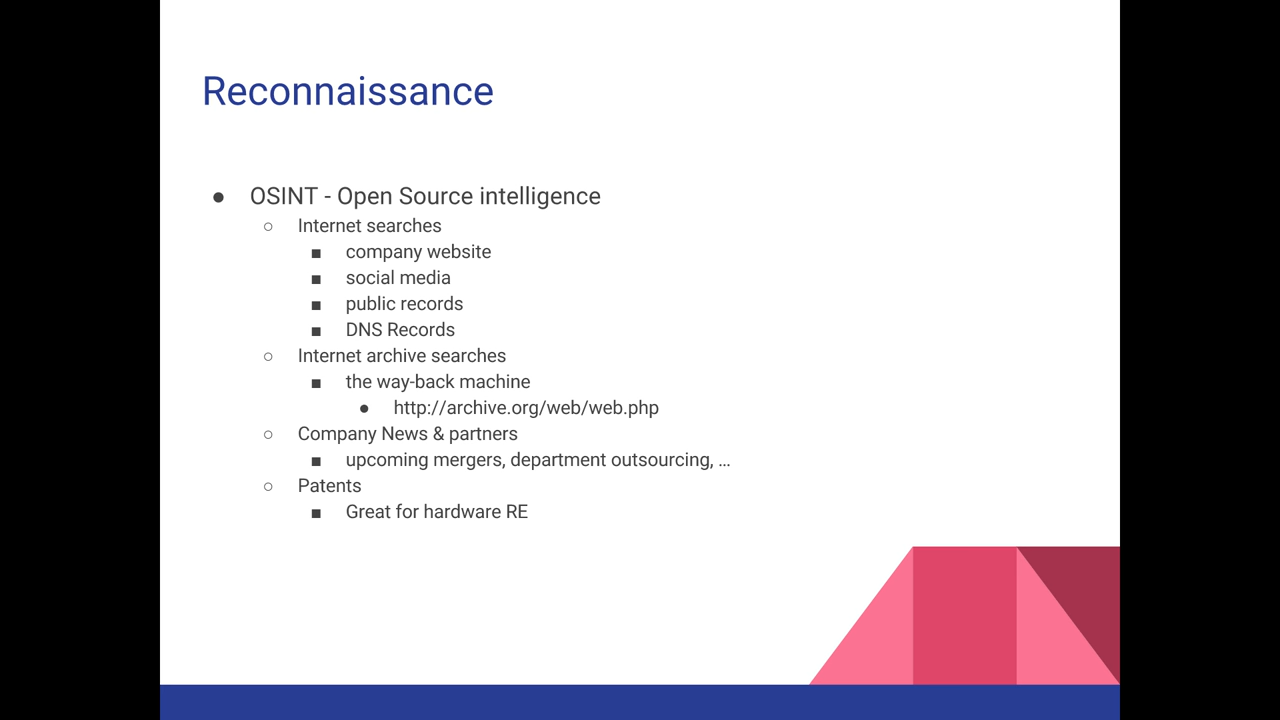 Reconnaissance
● OSINT - Open Source intelligence
○ Internet searches
■ company website
■ social media
■ public records
■ DNS Records
○ Internet archive searches
■ the way-back machine
● http://archive.org/web/web.php
○ Company News & partners
■ upcoming mergers, department outsourcing, ...
○ Patents
■ Great for hardware RE